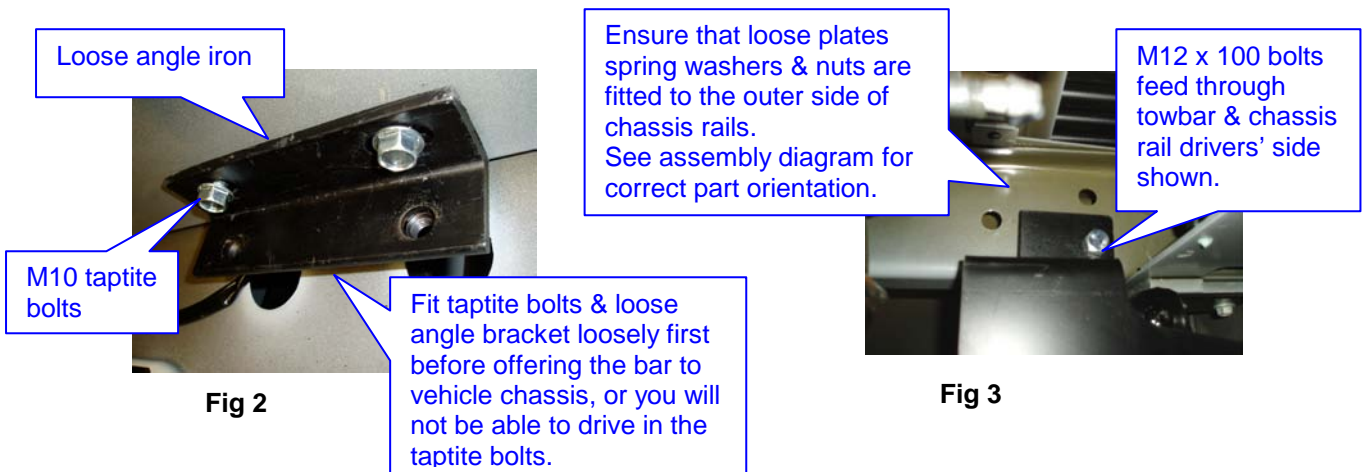 Loose angle iron
M10 taptite
bolts
Fit taptite bolts & loose
angle bracket loosely first
before offering the bar to
vehicle chassis, or you will
not be able to drive in the
taptite bolts.
Fig 2
Ensure that loose plates
spring washers & nuts are
fitted to the outer side of
chassis rails.
See assembly diagram for
correct part orientation.
M12 x 100 bolts
feed through
towbar & chassis
rail drivers’ side
shown.
Fig 3